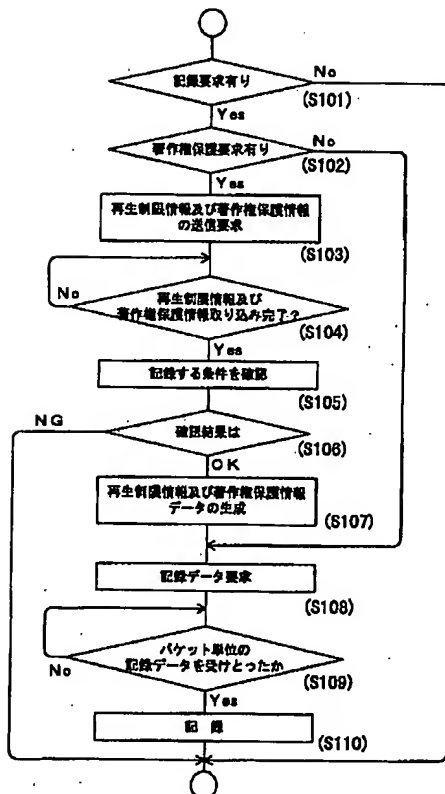 記録要求有り
No
(S101)
Yes
著作権保護要求有り
No
(S102)
Yes
再生制限情報及び著作権保護情報
の送信要求
(S103)
再生制限情報及び
著作権保護情報取り込み完了?
No
(S104)
Yes
記録する条件を確認
(S105)
NG
確認結果は
(S106)
OK
再生制限情報及び著作権保護情報
データの生成
(S107)
記録データ要求
(S108)
パケット単位の
記録データを受けとったか
No
(S109)
Yes
記 録
(S110)